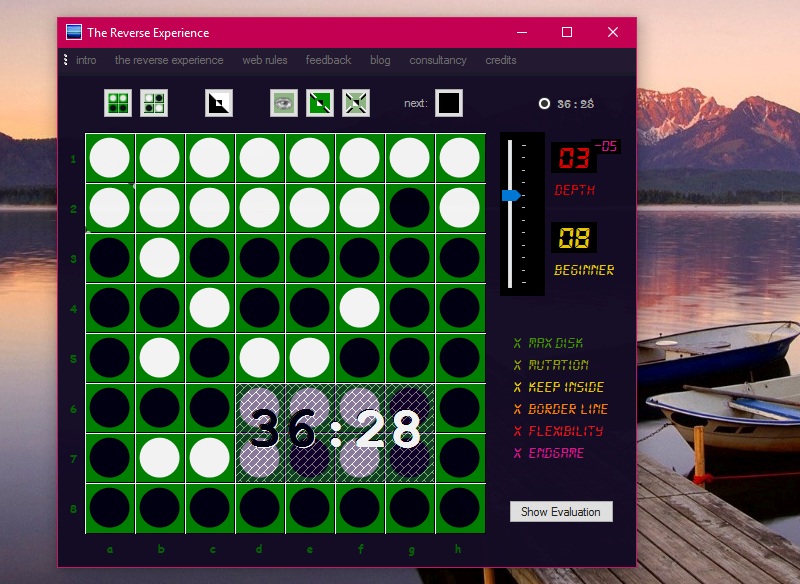 The Reverse Experience
intro the reverse experience web rules feedback blog consultancy credits
next: 36:28
1
2
3
4
5
6
7
8
03 -05
DEPTH
08
BEGINNER
X MAX DISK
X MUTATION
X KEEP INSIDE
X BORDER LINE
X FLEXIBILITY
X ENDGAME
36:28
Show Evaluation
a b c d e f g h